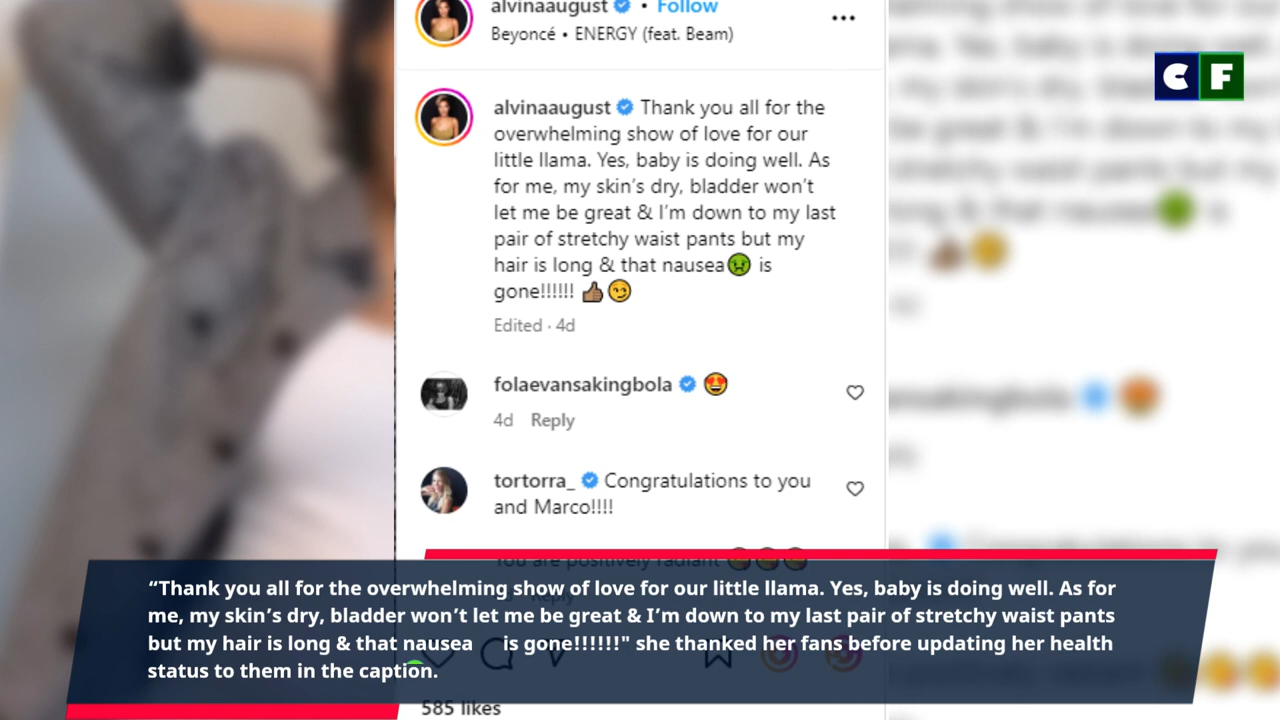 alvinaaugust • Follow
Beyoncé • ENERGY (feat. Beam)
C F
alvinaaugust Thank you all for the
overwhelming show of love for our
little llama. Yes, baby is doing well. As
for me, my skin's dry, bladder won't
let me be great & I'm down to my last
pair of stretchy waist pants but my
hair is long & that nausea🤢 is
gone!!!!!! 👍🏽😏
Edited · 4d
folaevansakingbola 😍
4d Reply
tortorra_ Congratulations to you
and Marco!!!!
You are positively radiant
Reply
“Thank you all for the overwhelming show of love for our little llama. Yes, baby is doing well. As for
me, my skin’s dry, bladder won’t let me be great & I’m down to my last pair of stretchy waist pants
but my hair is long & that nausea is gone!!!!!!" she thanked her fans before updating her health
status to them in the caption.
585 likes